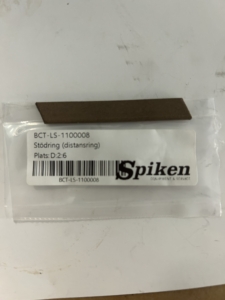 BCT-LS-1100008
Stödring (distansring)
Plats:D:2:6
Spiken
BCT-LS-1100008